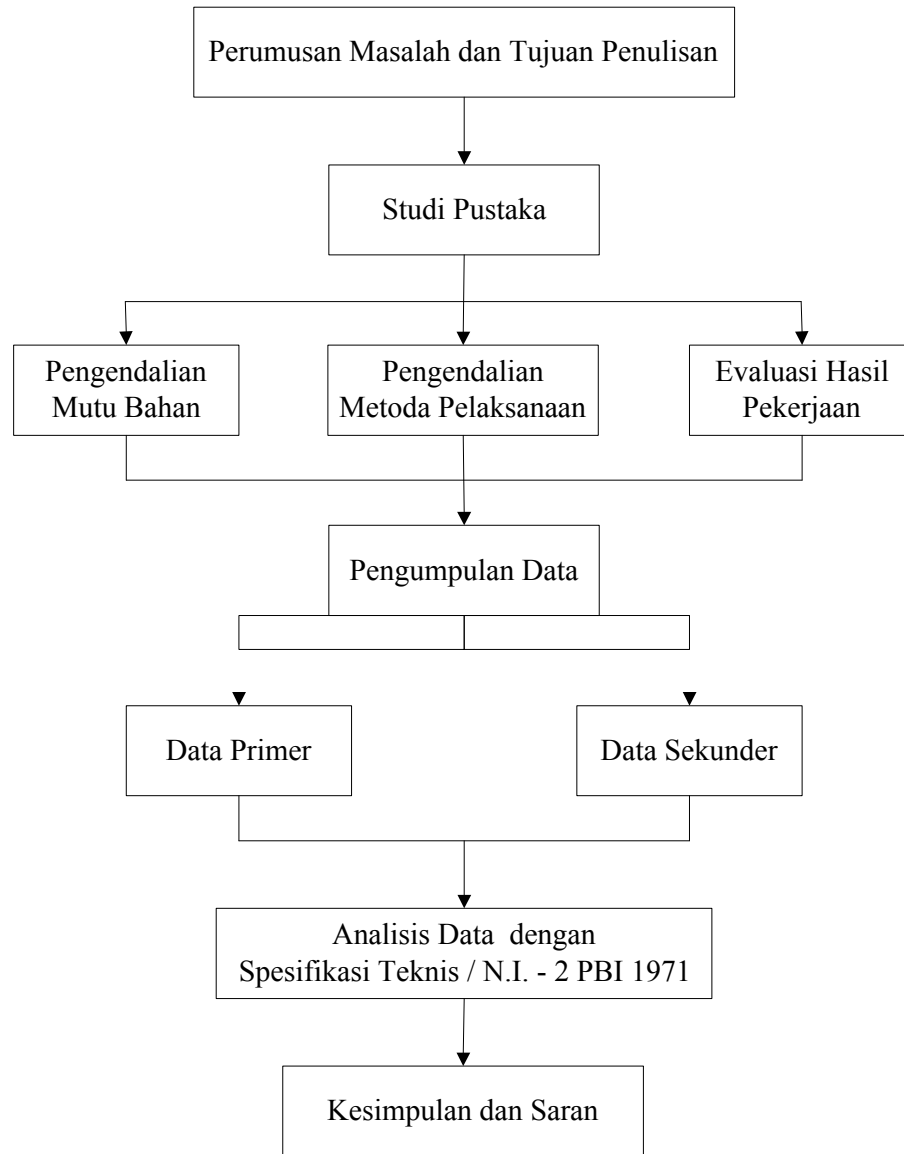 Perumusan Masalah dan Tujuan Penulisan
Studi Pustaka
Pengendalian
Mutu Bahan
Pengendalian
Metoda Pelaksanaan
Evaluasi Hasil
Pekerjaan
Pengumpulan Data
Data Primer
Data Sekunder
Analisis Data dengan
Spesifikasi Teknis / N.I. - 2 PBI 1971
Kesimpulan dan Saran